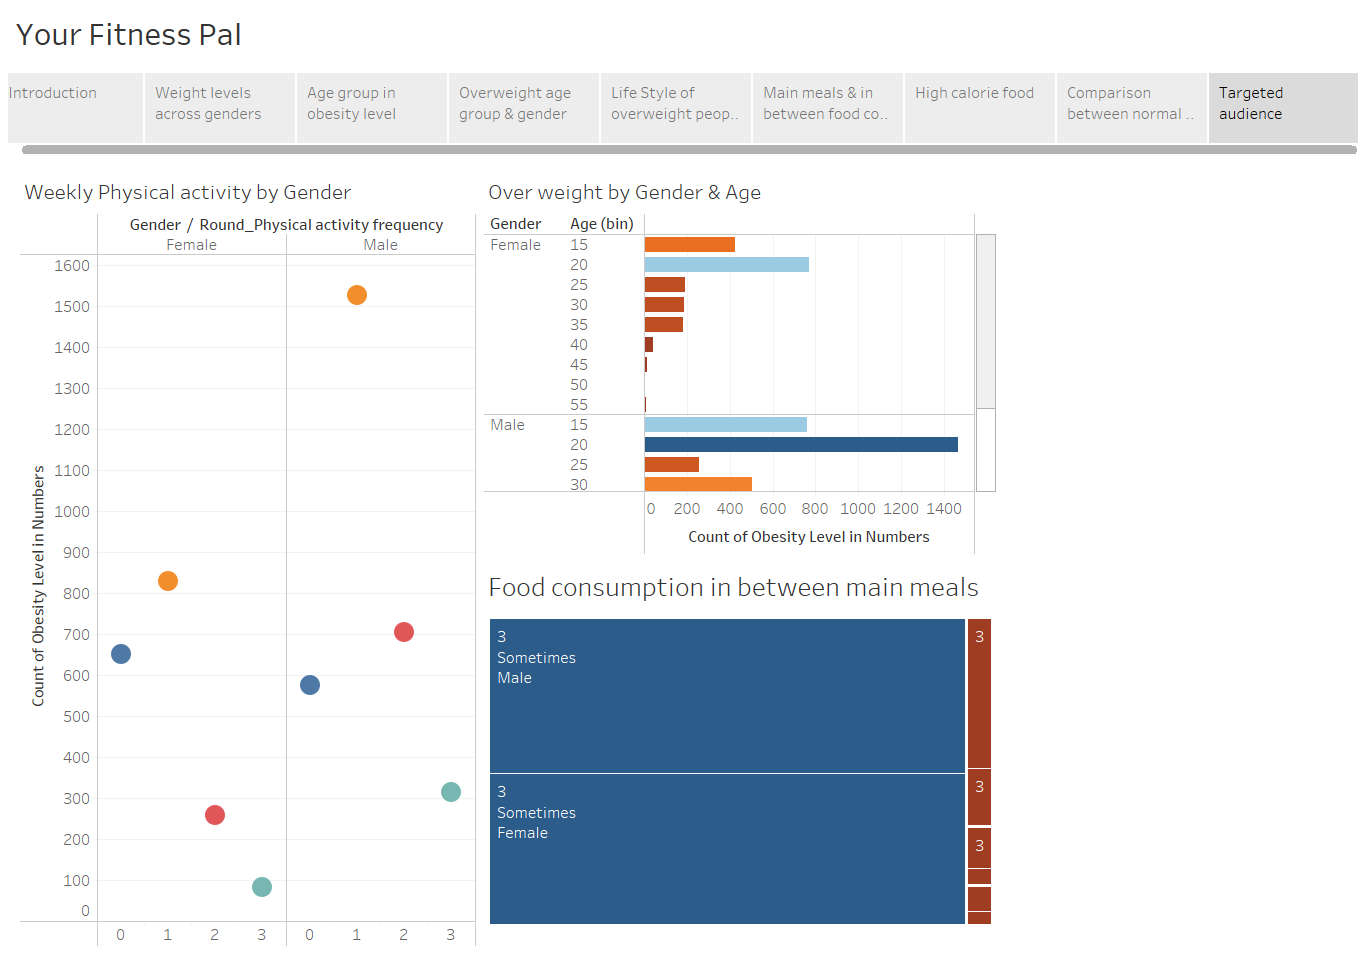 Your Fitness Pal
Introduction
Weight levels
across genders
Age group in
obesity level
Overweight age
group & gender
Life Style of
overweight peop..
Main meals & in
between food co..
High calorie food
Comparison
between normal ..
Targeted
audience
Weekly Physical activity by Gender
Gender / Round_Physical activity frequency
Female Male
Count of Obesity Level in Numbers
1600
1500
1400
1300
1200
1100
1000
900
800
700
600
500
400
300
200
100
0
0 1 2 3 0 1 2 3
Over weight by Gender & Age
Gender Age (bin)
Female 15
20
25
30
35
40
45
50
55
Male 15
20
25
30
0 200 400 600 800 1000 1200 1400
Count of Obesity Level in Numbers
Food consumption in between main meals
3
Sometimes
Male
3
Sometimes
Female
3
3
3